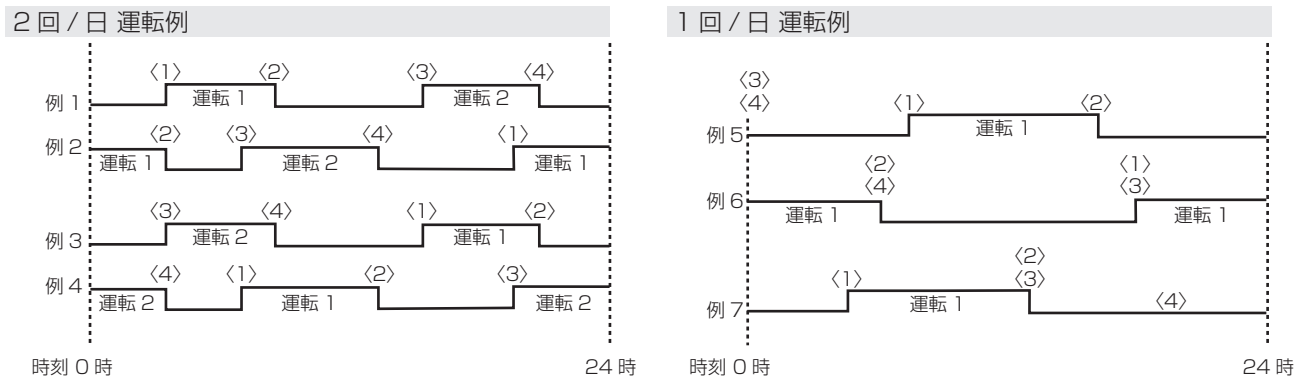 2 回 / 日 運転例
〈1〉 〈2〉 〈3〉 〈4〉
例 1 運転 1 運転 2
例 2 〈2〉 〈3〉 〈4〉 〈1〉
運転 1 運転 2 運転 1
〈3〉 〈4〉 〈1〉 〈2〉
例 3 運転 2 運転 1
例 4 〈4〉 〈1〉 〈2〉 〈3〉
運転 2 運転 1 運転 2
時刻 0 時 24 時
1 回 / 日 運転例
〈3〉
〈4〉 〈1〉 〈2〉
例 5 運転 1
〈2〉 〈1〉
〈4〉 〈3〉
例 6 運転 1 運転 1
〈2〉
〈1〉 〈3〉
例 7 運転 1 〈4〉
時刻 0 時 24 時